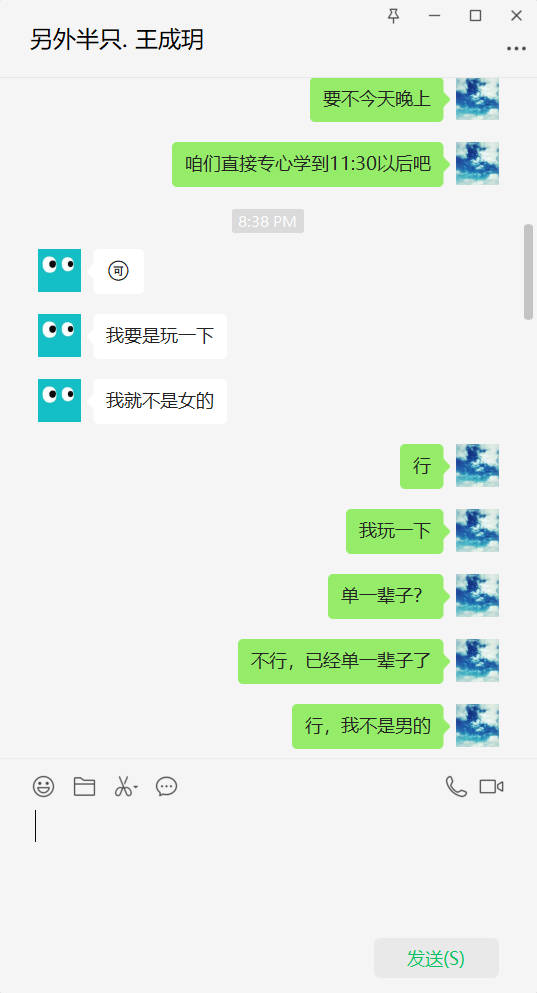 另外半只. 王成玥
要不今天晚上
咱们直接专心学到11:30以后吧
8:38 PM
🉑
我要是玩一下
我就不是女的
行
我玩一下
单一辈子？
不行，已经单一辈子了
行，我不是男的
发送(S)